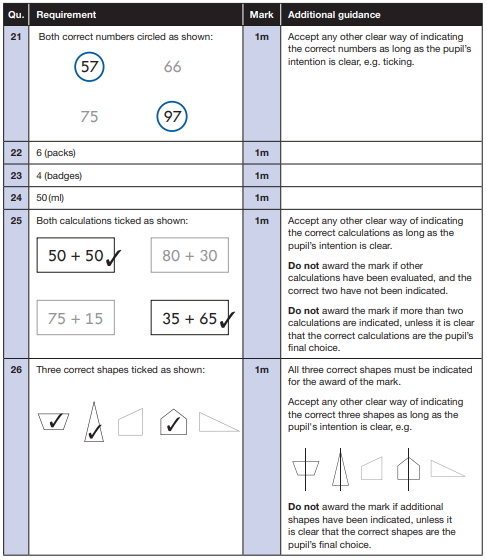 Qu. Requirement Mark Additional guidance
21 Both correct numbers circled as shown: 1m Accept any other clear way of indicating
the correct numbers as long as the pupil's
intention is clear, e.g. ticking.
57 66
75 97
22 6 (packs) 1m
23 4 (badges) 1m
24 50(ml) 1m
25 Both calculations ticked as shown: 1m Accept any other clear way of indicating
the correct calculations as long as the
pupil's intention is clear.
50 + 50 80 + 30
Do not award the mark if other
calculations have been evaluated, and the
correct two have not been indicated.
75 + 15 35 + 65
Do not award the mark if more than two
calculations are indicated, unless it is clear
that the correct calculations are the pupil's
final choice.
26 Three correct shapes ticked as shown: 1m All three correct shapes must be indicated
for the award of the mark.
Accept any other clear way of indicating
the correct three shapes as long as the
pupil's intention is clear, e.g.
Do not award the mark if additional
shapes have been indicated, unless it
is clear that the correct shapes are the
pupil's final choice.